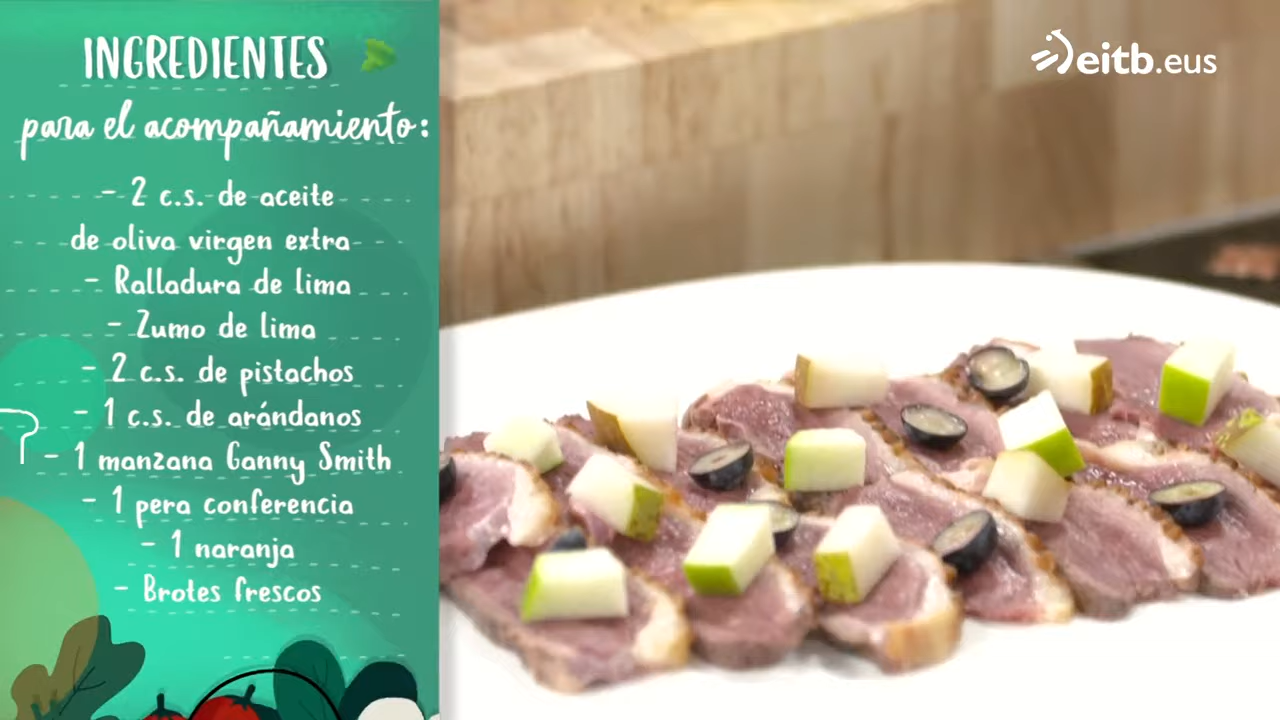 INGREDIENTES
para el acompañamiento:
- 2 c.s. de aceite
de oliva virgen extra
- Ralladura de lima
- Zumo de lima
- 2 c.s. de pistachos
- 1 c.s. de arándanos
- 1 manzana Ganny Smith
- 1 pera conferencia
- 1 naranja
- Brotes frescos
eitb.eus